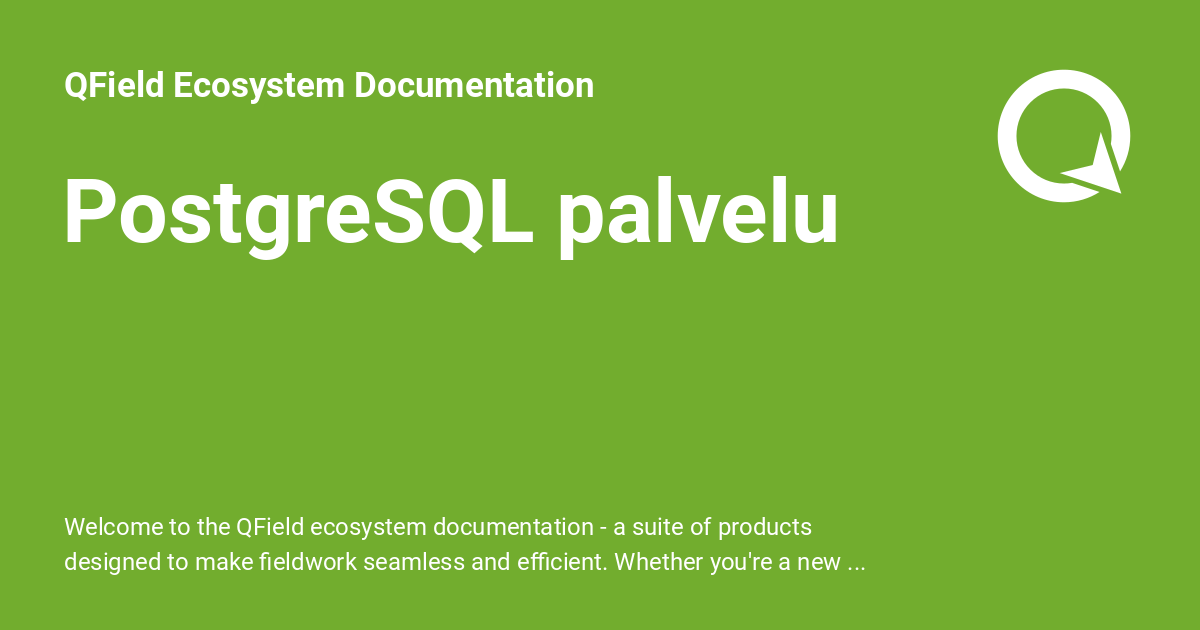 QField Ecosystem Documentation
PostgreSQL palvelu
Welcome to the QField ecosystem documentation - a suite of products
designed to make fieldwork seamless and efficient. Whether you're a new ...